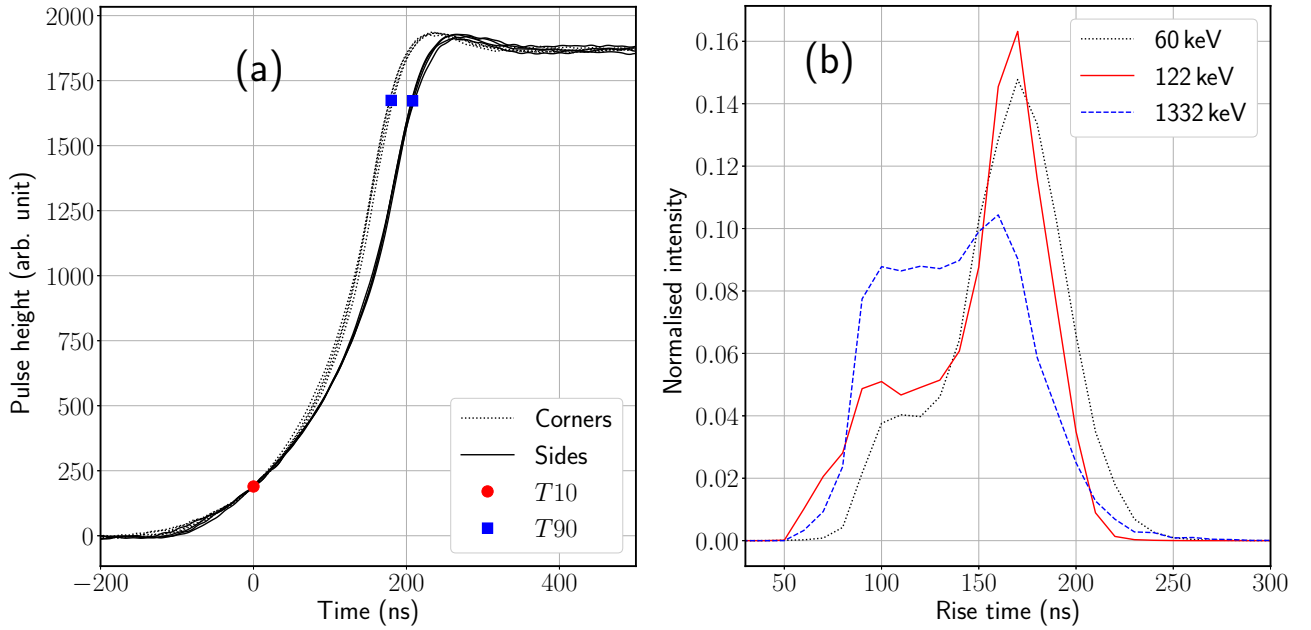 (a)
Pulse height (arb. unit)
2000
1750
1500
1250
1000
750
500
250
0
−200
0
200
400
Time (ns)
Corners
Sides
T10
T90
(b)
Normalised intensity
0.16
0.14
0.12
0.10
0.08
0.06
0.04
0.02
0.00
50
100
150
200
250
300
Rise time (ns)
60 keV
122 keV
1332 keV